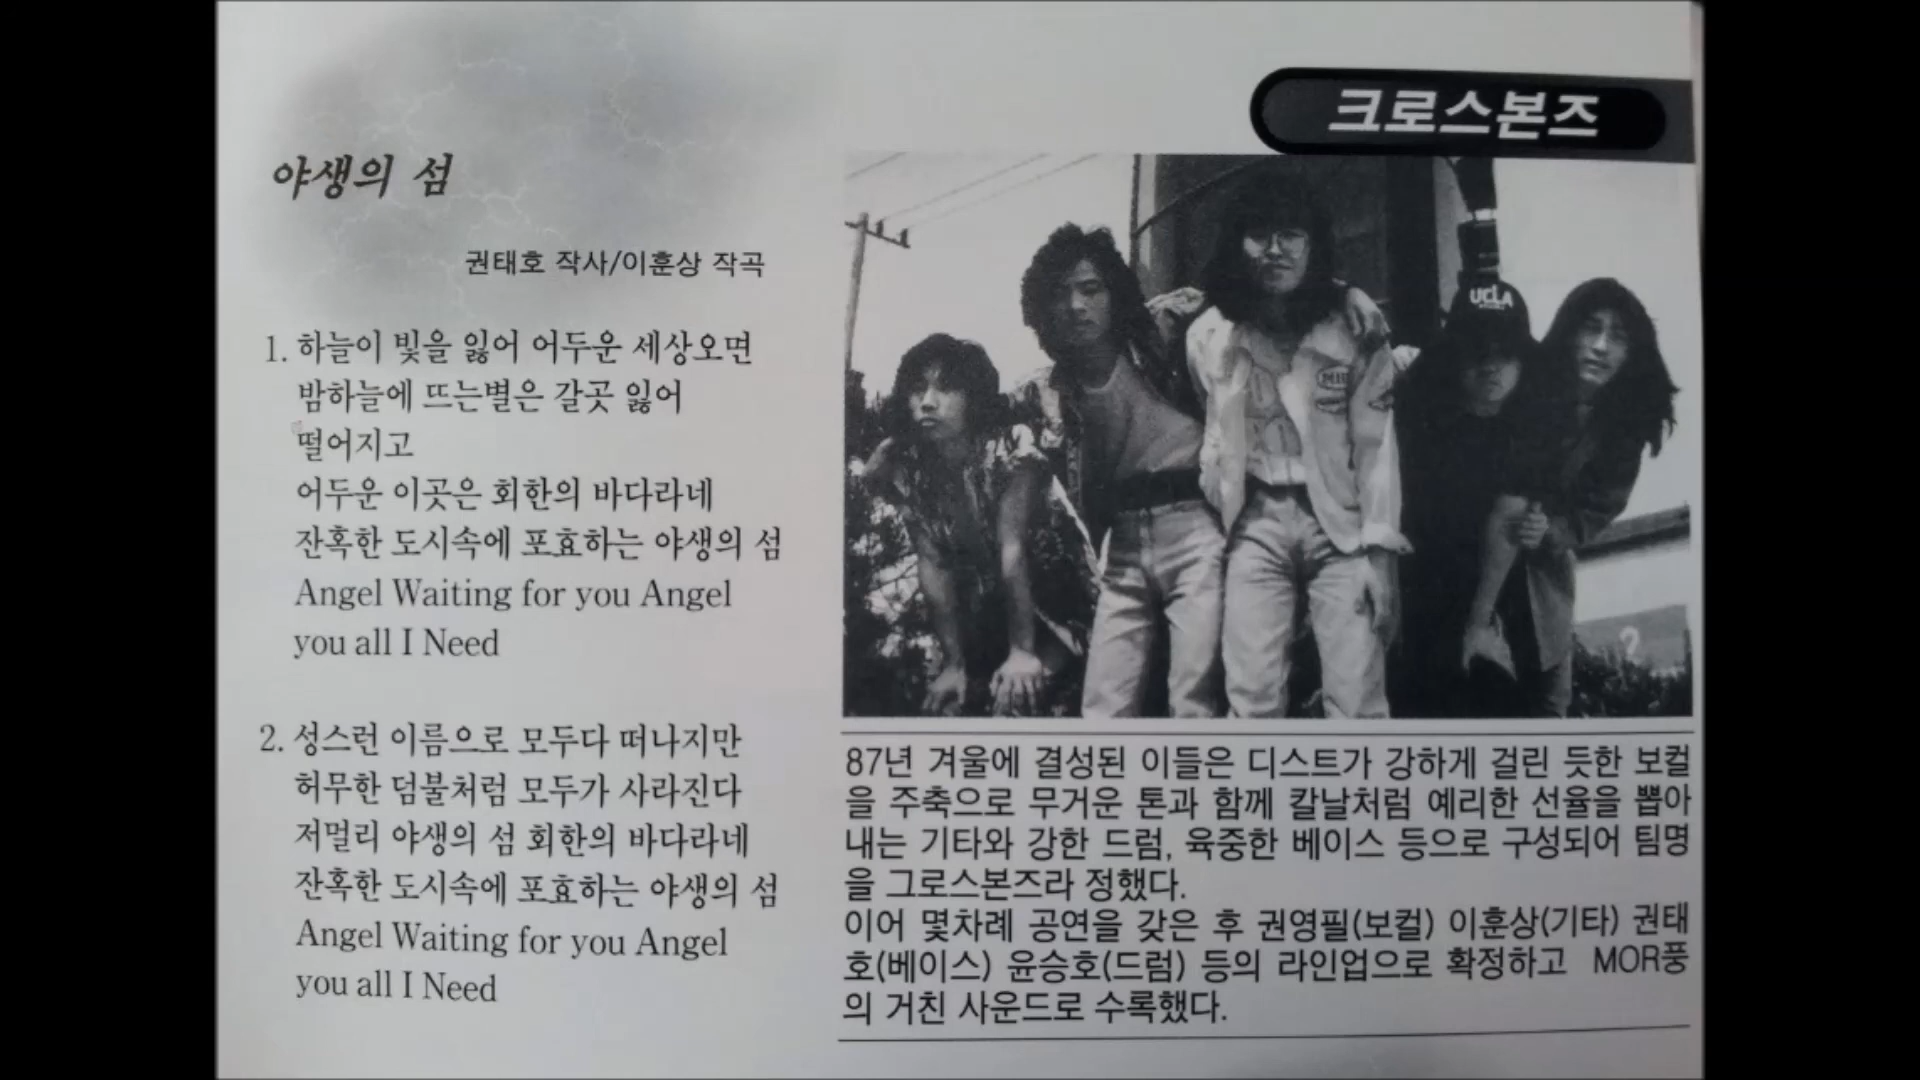 야생의 섬
권태호 작사/이훈상 작곡
1. 하늘이 빛을 잃어 어두운 세상오면
밤하늘에 뜨는별은 갈곳 잃어
떨어지고
어두운 이곳은 회한의 바다라네
잔혹한 도시속에 포효하는 야생의 섬
Angel Waiting for you Angel
you all I Need
2. 성스런 이름으로 모두다 떠나지만
허무한 덤불처럼 모두가 사라진다
저멀리 야생의 섬 회한의 바다라네
잔혹한 도시속에 포효하는 야생의 섬
Angel Waiting for you Angel
you all I Need
크로스본즈
UCLA
87년 겨울에 결성된 이들은 디스트가 강하게 걸린 듯한 보컬
을 주축으로 무거운 톤과 함께 칼날처럼 예리한 선율을 뽑아
내는 기타와 강한 드럼, 육중한 베이스 등으로 구성되어 팀명
을 그로스본즈라 정했다.
이어 몇차례 공연을 갖은 후 권영필(보컬) 이훈상(기타) 권태
호(베이스) 윤승호(드럼) 등의 라인업으로 확정하고 MOR풍
의 거친 사운드로 수록했다.